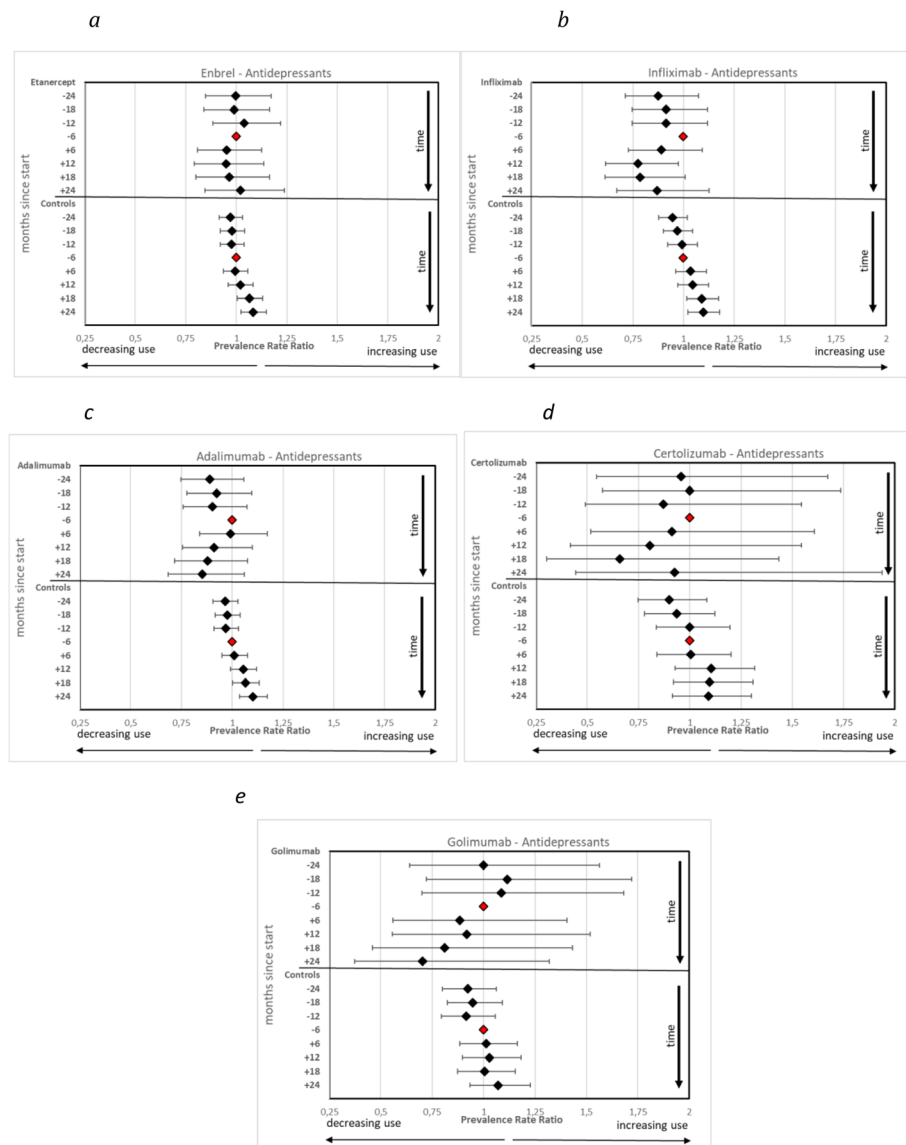 a
Enbrel - Antidepressants
Etanercept
-24
-18
-12
-6
+6
+12
+18
+24
Controls
-24
-18
-12
-6
+6
+12
+18
+24
months since start
time
time
0,25 0,5 0,75 1 1,25 1,5 1,75 2
decreasing use Prevalence Rate Ratio increasing use
b
Infliximab - Antidepressants
Infliximab
-24
-18
-12
-6
+6
+12
+18
+24
Controls
-24
-18
-12
-6
+6
+12
+18
+24
months since start
time
time
0,25 0,5 0,75 1 1,25 1,5 1,75 2
decreasing use Prevalence Rate Ratio increasing use
c
Adalimumab - Antidepressants
Adalimumab
-24
-18
-12
-6
+6
+12
+18
+24
Controls
-24
-18
-12
-6
+6
+12
+18
+24
months since start
time
time
0,25 0,5 0,75 1 1,25 1,5 1,75 2
decreasing use Prevalence Rate Ratio increasing use
d
Certolizumab - Antidepressants
Certolizumab
-24
-18
-12
-6
+6
+12
+18
+24
Controls
-24
-18
-12
-6
+6
+12
+18
+24
months since start
time
time
0,25 0,5 0,75 1 1,25 1,5 1,75 2
decreasing use Prevalence Rate Ratio increasing use
e
Golimumab - Antidepressants
Golimumab
-24
-18
-12
-6
+6
+12
+18
+24
Controls
-24
-18
-12
-6
+6
+12
+18
+24
months since start
time
time
0,25 0,5 0,75 1 1,25 1,5 1,75 2
decreasing use Prevalence Rate Ratio increasing use